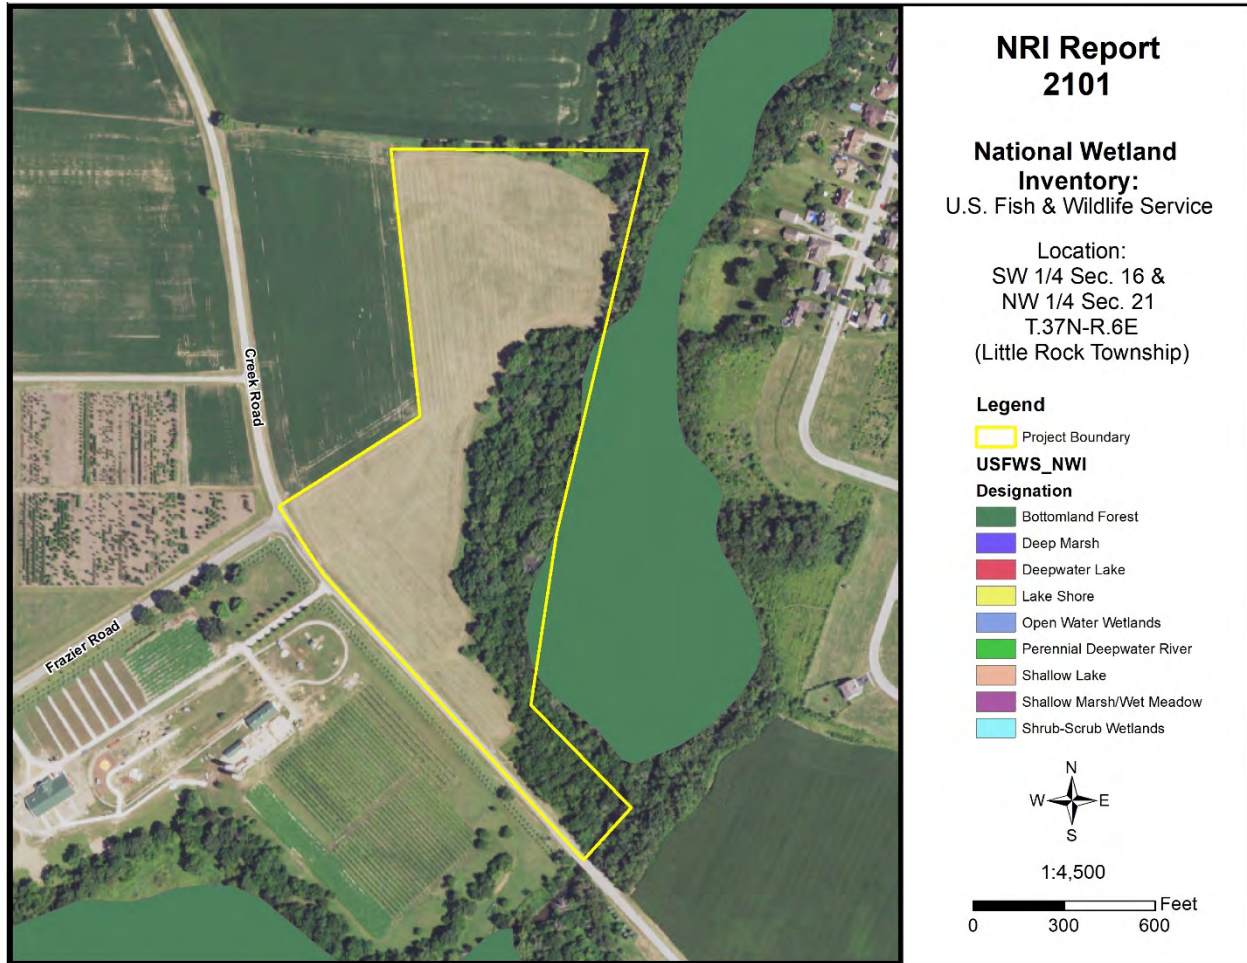 NRI Report
2101
National Wetland
Inventory:
U.S. Fish & Wildlife Service
Location:
SW 1/4 Sec. 16 &
NW 1/4 Sec. 21
T.37N-R.6E
(Little Rock Township)
Legend
Project Boundary
USFWS_NWI
Designation
Bottomland Forest
Deep Marsh
Deepwater Lake
Lake Shore
Open Water Wetlands
Perennial Deepwater River
Shallow Lake
Shallow Marsh/Wet Meadow
Shrub-Scrub Wetlands
N
W E
S
1:4,500
Feet
0 300 600
Creek Road
Frazier Road